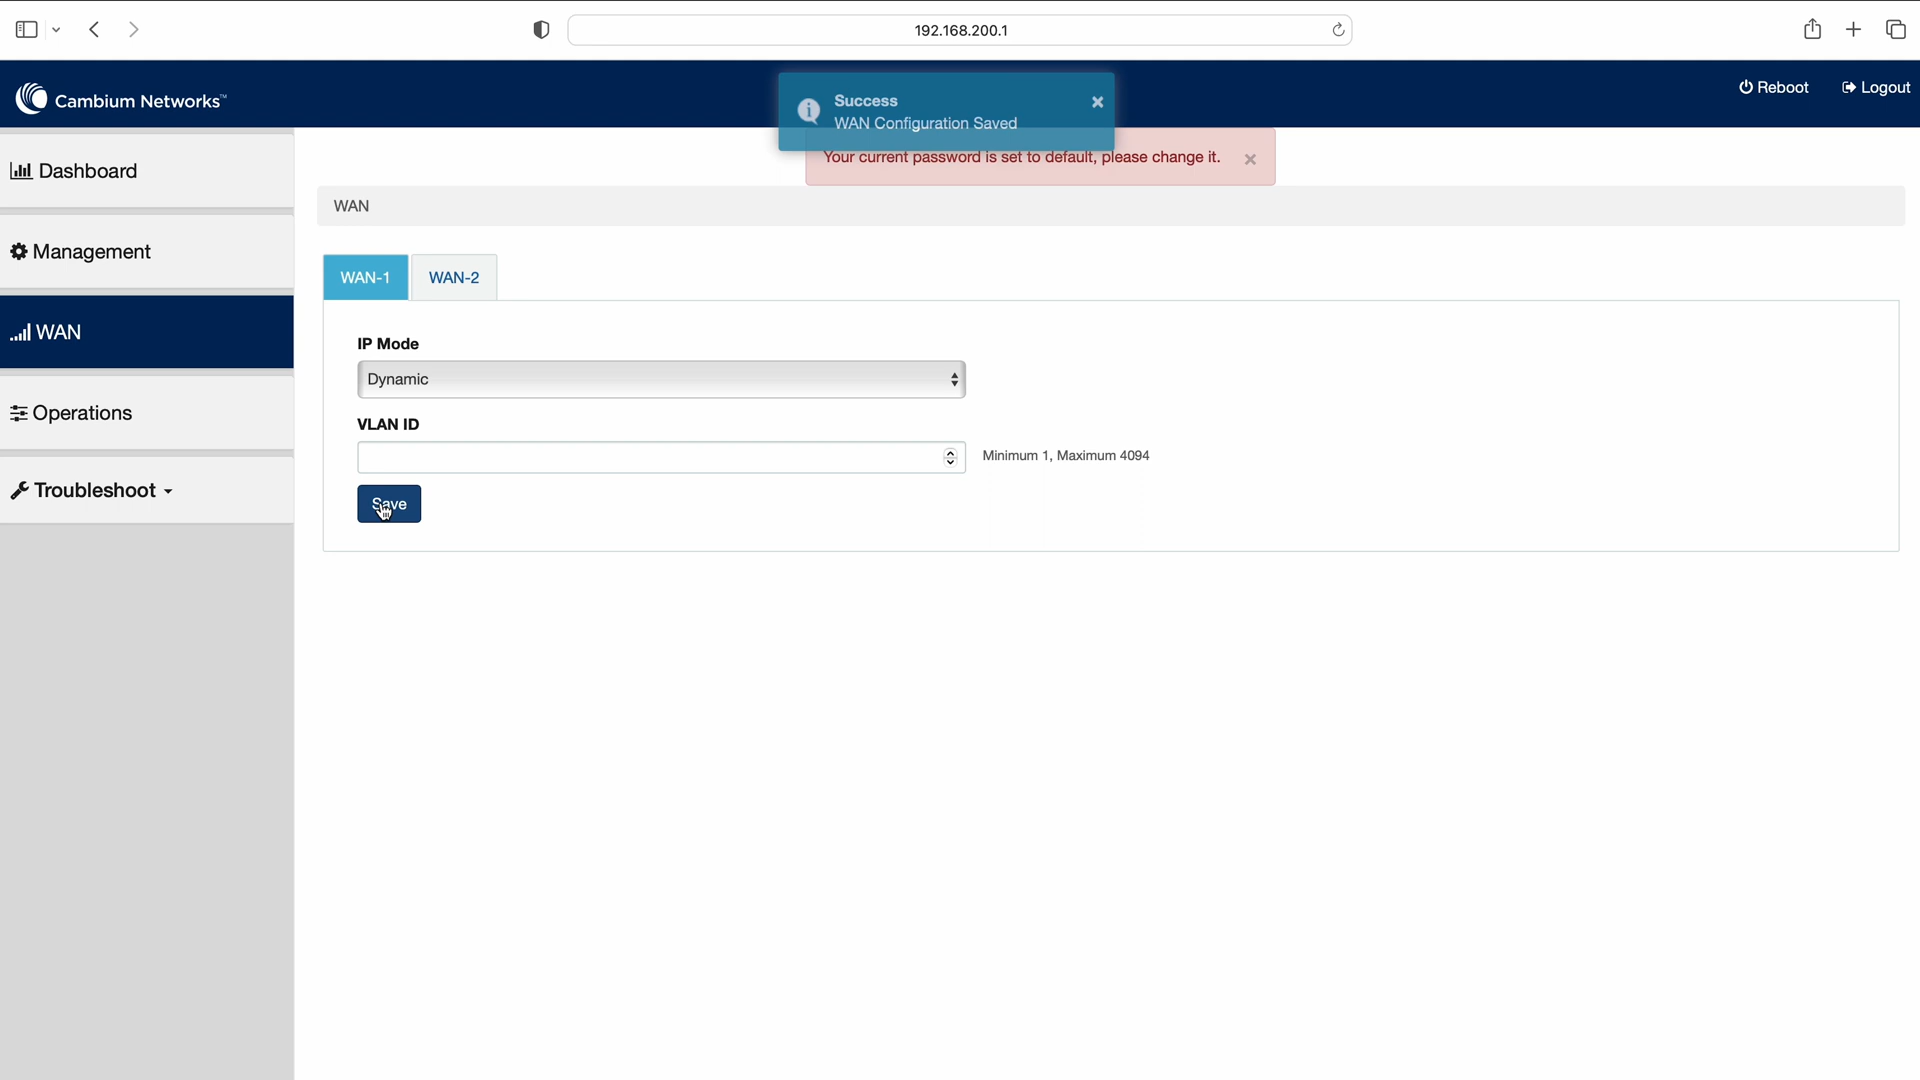 192.168.200.1
Cambium Networks™
Success
WAN Configuration Saved
Reboot
Logout
Your current password is set to default, please change it.
Dashboard
Management
WAN
Operations
Troubleshoot
WAN
WAN-1
WAN-2
IP Mode
Dynamic
VLAN ID
Minimum 1, Maximum 4094
Save